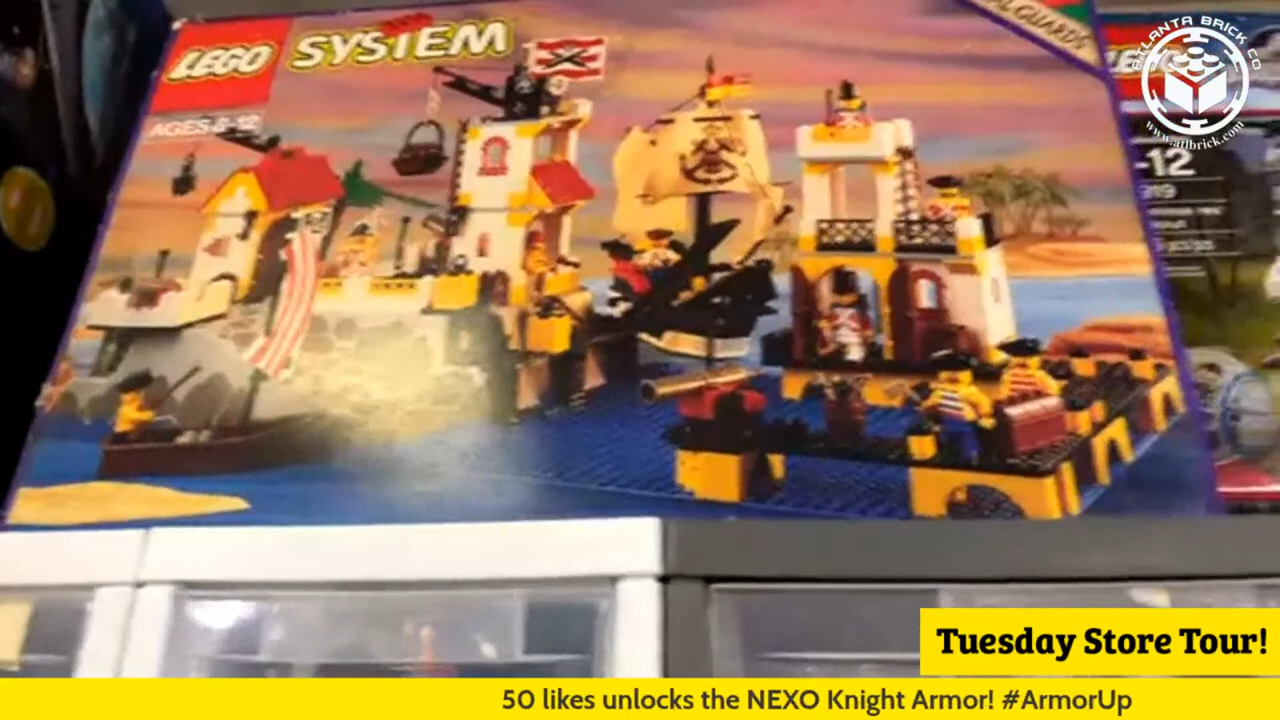 LEGO SYSTEM
AGES 8-12
GUARDS
ATLANTA BRICK CO
www.atlbrick.com
-12
Tuesday Store Tour!
50 likes unlocks the NEXO Knight Armor! #ArmorUp